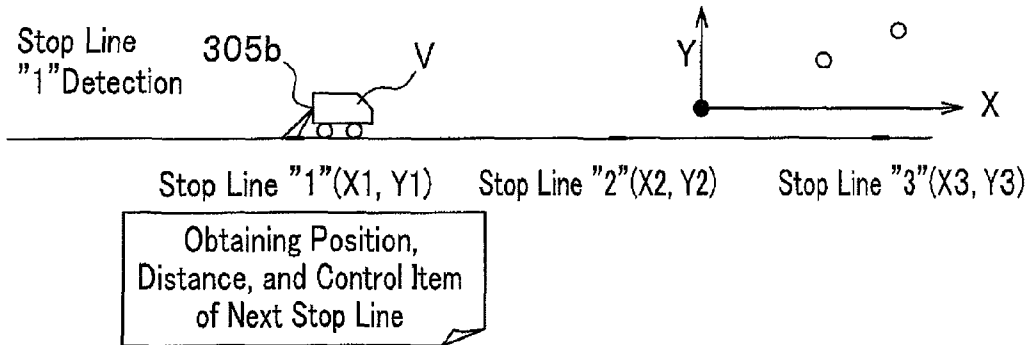 Stop Line
"1"Detection
305b
V
Y
X
Stop Line "1"(X1, Y1)
Stop Line "2"(X2, Y2)
Stop Line "3"(X3, Y3)
Obtaining Position,
Distance, and Control Item
of Next Stop Line